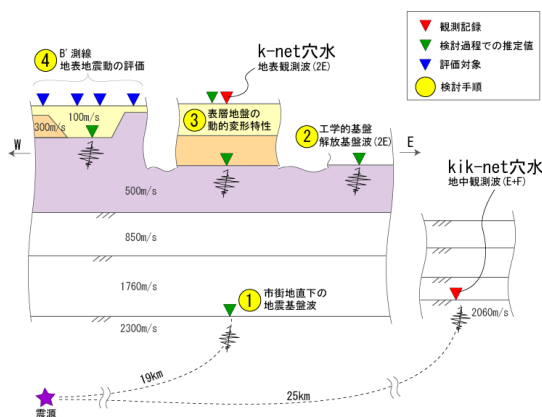 ④ B'測線
地表地震動の評価
k-net穴水
地表観測波(2E)
観測記録
検討過程での推定値
評価対象
検討手順
100m/s
300m/s
③ 表層地盤の
動的変形特性
② 工学的基盤
解放基盤波(2E)
W
E
kik-net穴水
地中観測波(E+F)
500m/s
850m/s
1760m/s
① 市街地直下の
地震基盤波
2300m/s
2060m/s
19km
25km
震源